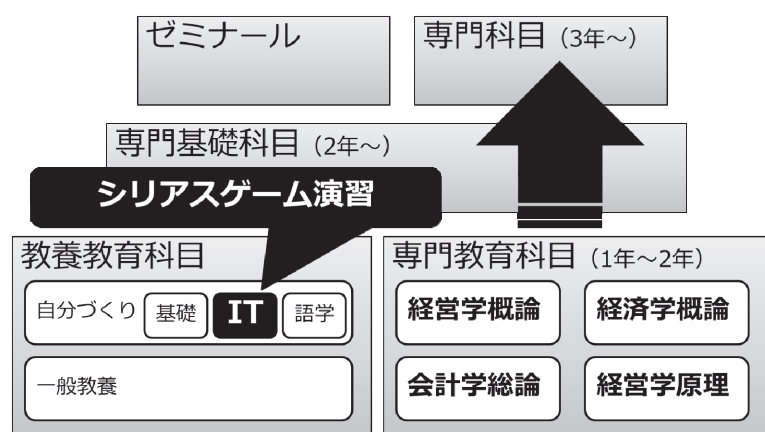 ゼミナール
専門科目（3年～）
専門基礎科目（2年～）
シリアスゲーム演習
教養教育科目
自分づくり 基礎 IT 語学
一般教養
専門教育科目（1年～2年）
経営学概論 経済学概論
会計学総論 経営学原理